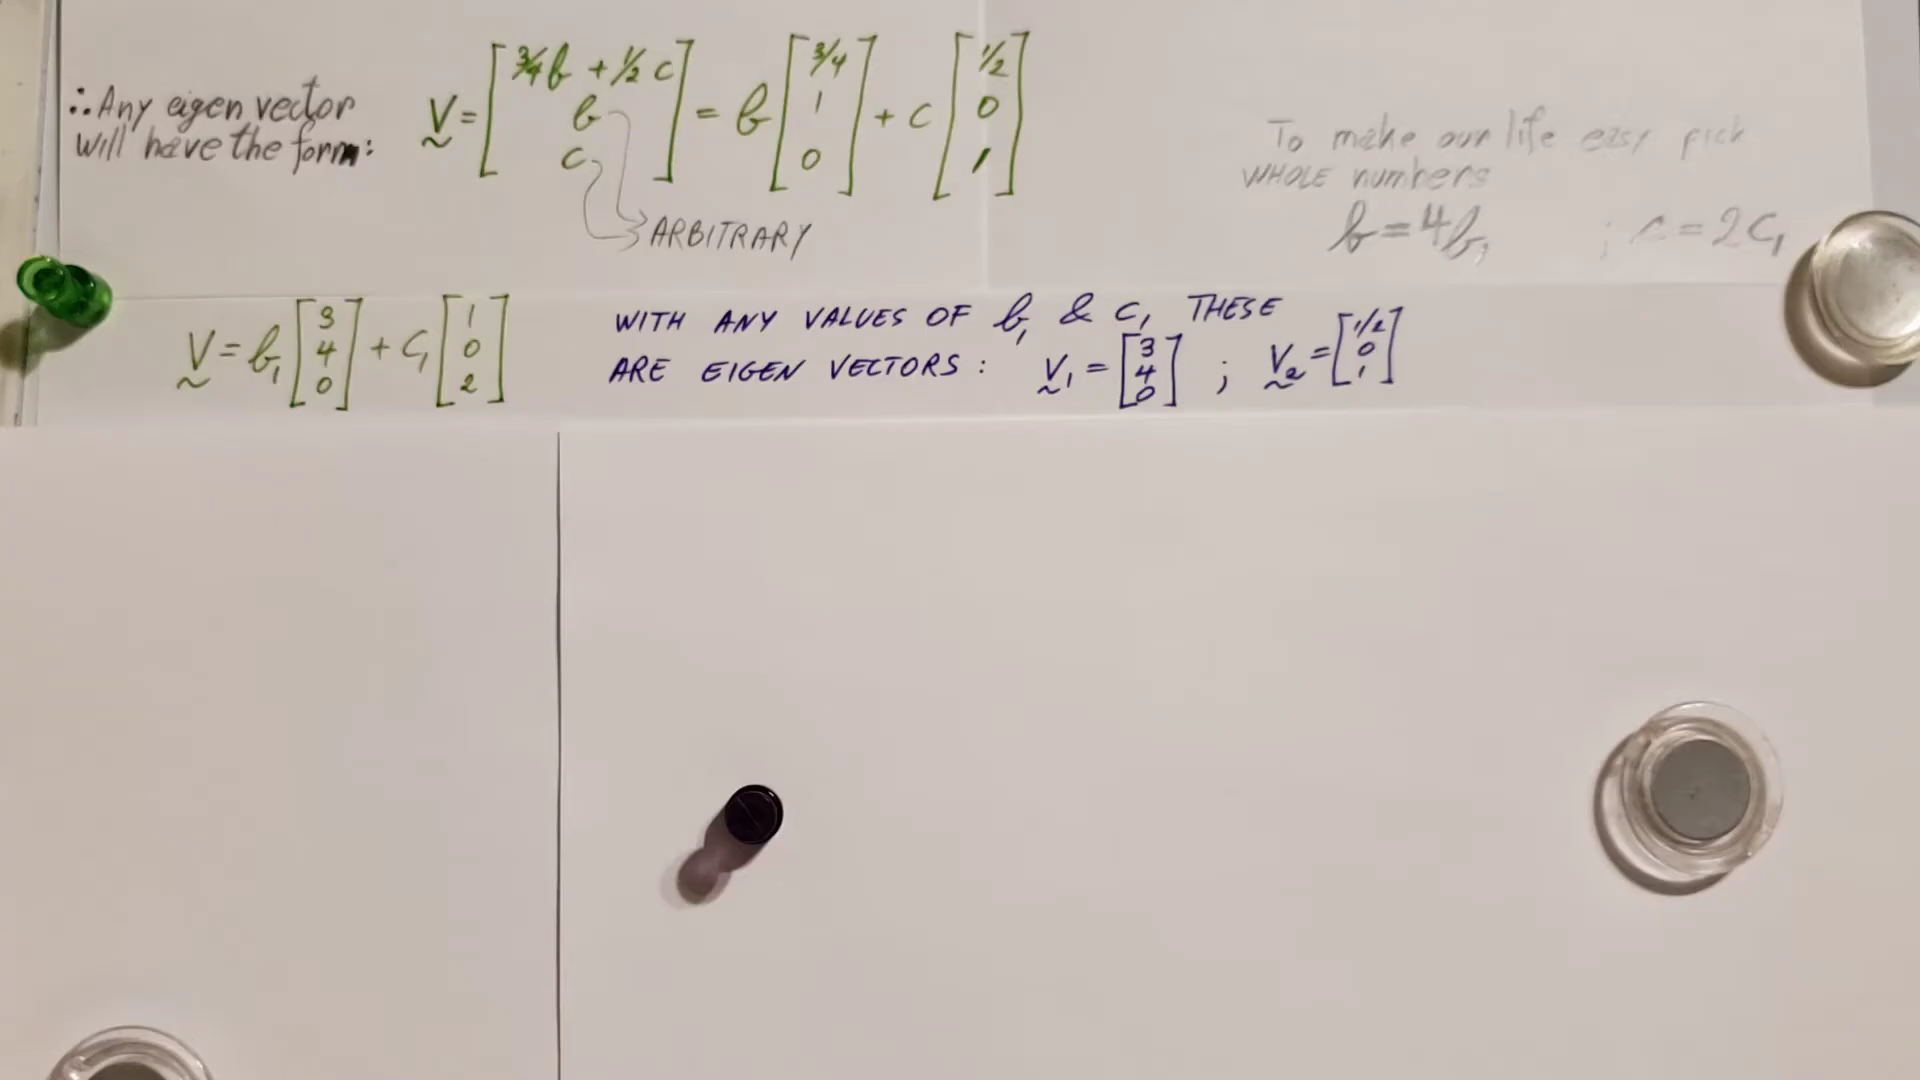 ∴ Any eigen vector will have the form: V = [3/4 b + 1/2 c; b; c] = b [3/4; 1; 0] + c [1/2; 0; 1]
ARBITRARY
To make our life easy pick
WHOLE numbers
b = 4b₁ ; c = 2C₁
V = b₁ [3; 4; 0] + C₁ [1; 0; 2]
WITH ANY VALUES OF b₁ & C₁ THESE
ARE EIGEN VECTORS: V₁ = [3; 4; 0] ; V₂ = [1/2; 0; 1]